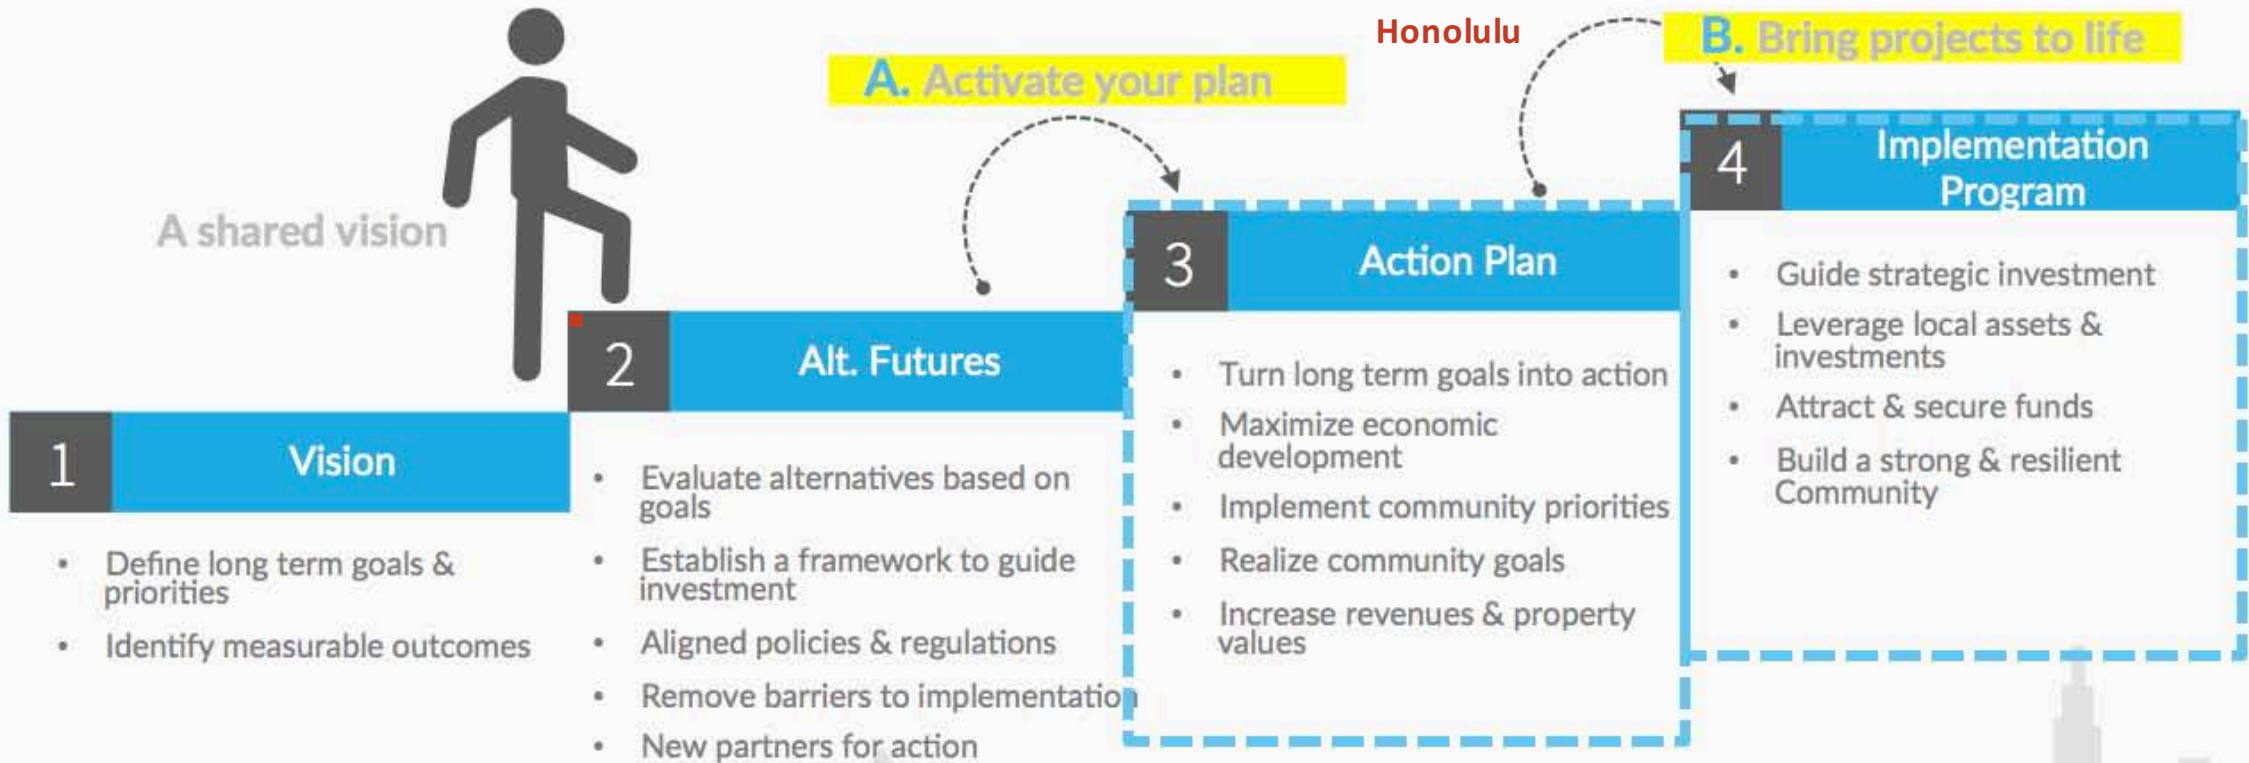 Honolulu
B. Bring projects to life
A. Activate your plan
A shared vision
1
Vision
• Define long term goals &
priorities
• Identify measurable outcomes
2
Alt. Futures
• Evaluate alternatives based on
goals
• Establish a framework to guide
investment
• Aligned policies & regulations
• Remove barriers to implementation
• New partners for action
3
Action Plan
• Turn long term goals into action
• Maximize economic
development
• Implement community priorities
• Realize community goals
• Increase revenues & property
values
4
Implementation
Program
• Guide strategic investment
• Leverage local assets &
investments
• Attract & secure funds
• Build a strong & resilient
Community